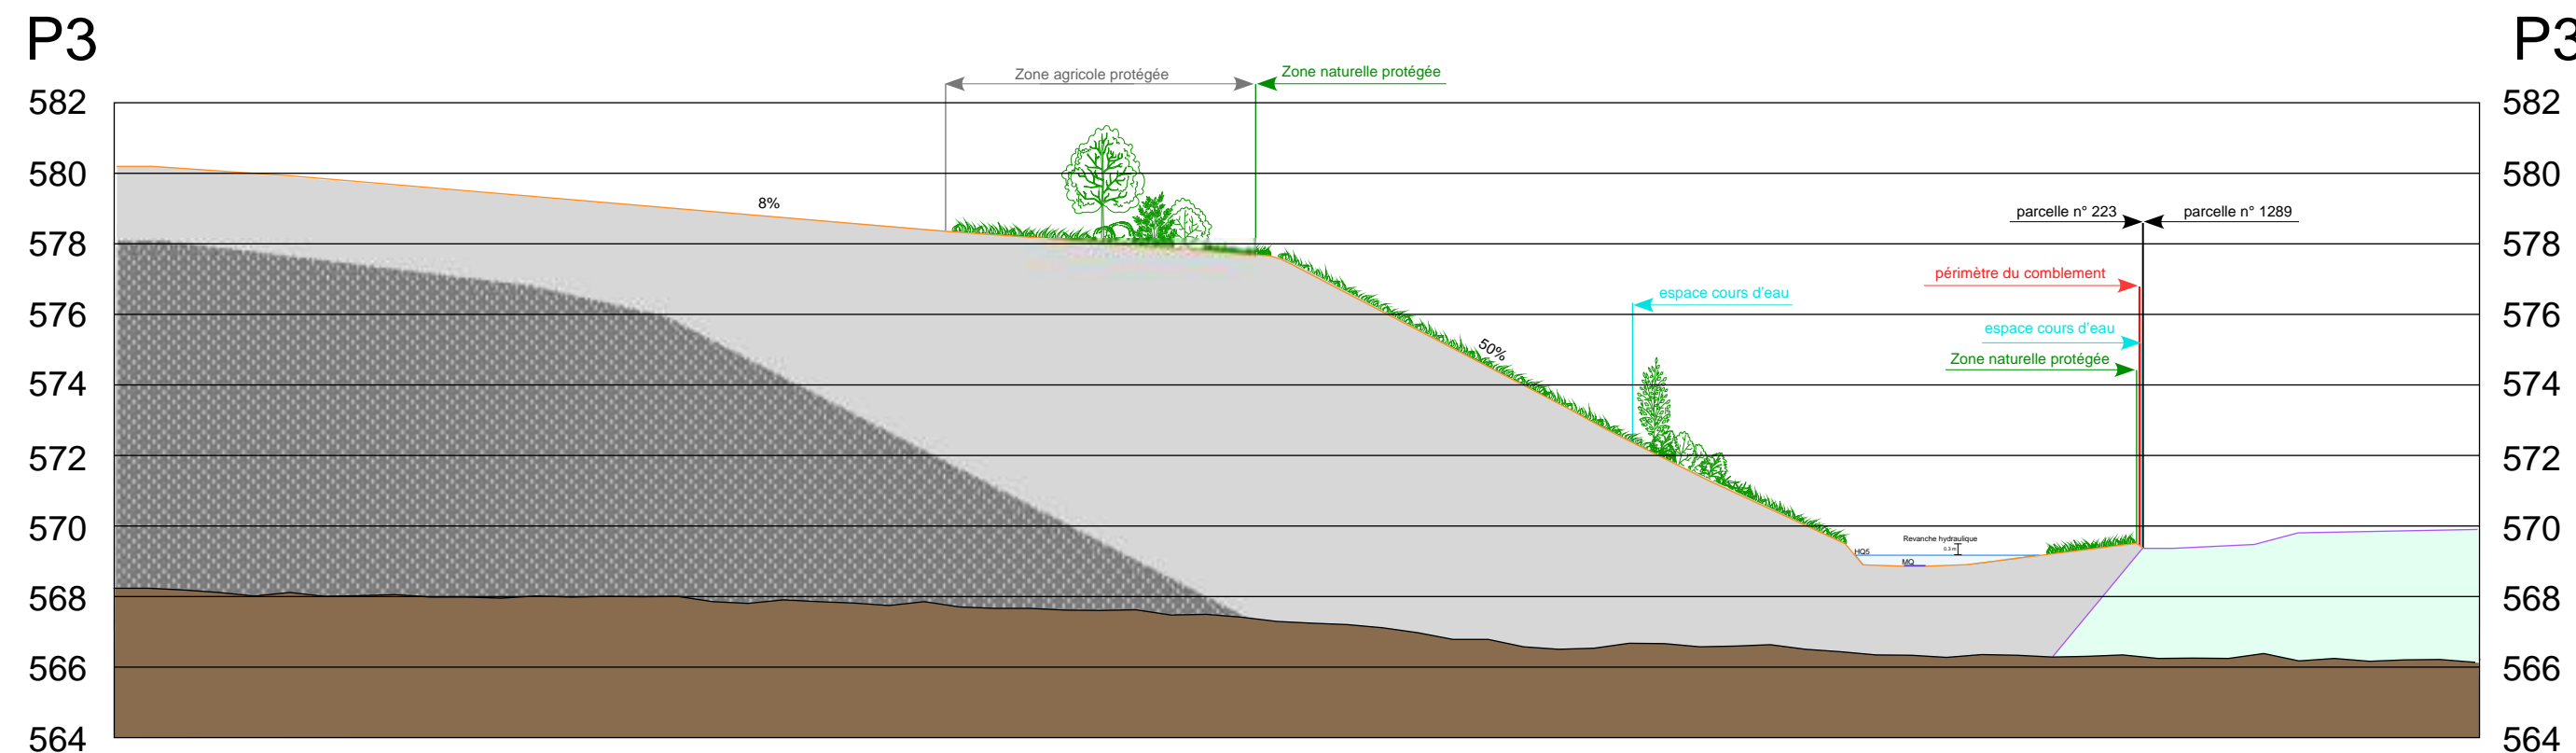 P3
P3
Zone agricole protégée
Zone naturelle protégée
582
582
580
580
8%
parcelle n° 223
parcelle n° 1289
578
578
périmètre du comblement
espace cours d'eau
576
576
espace cours d'eau
50%
Zone naturelle protégée
574
574
572
572
570
570
Revanche hydraulique
0.3 m
HQ5
MQ
568
568
566
566
564
564